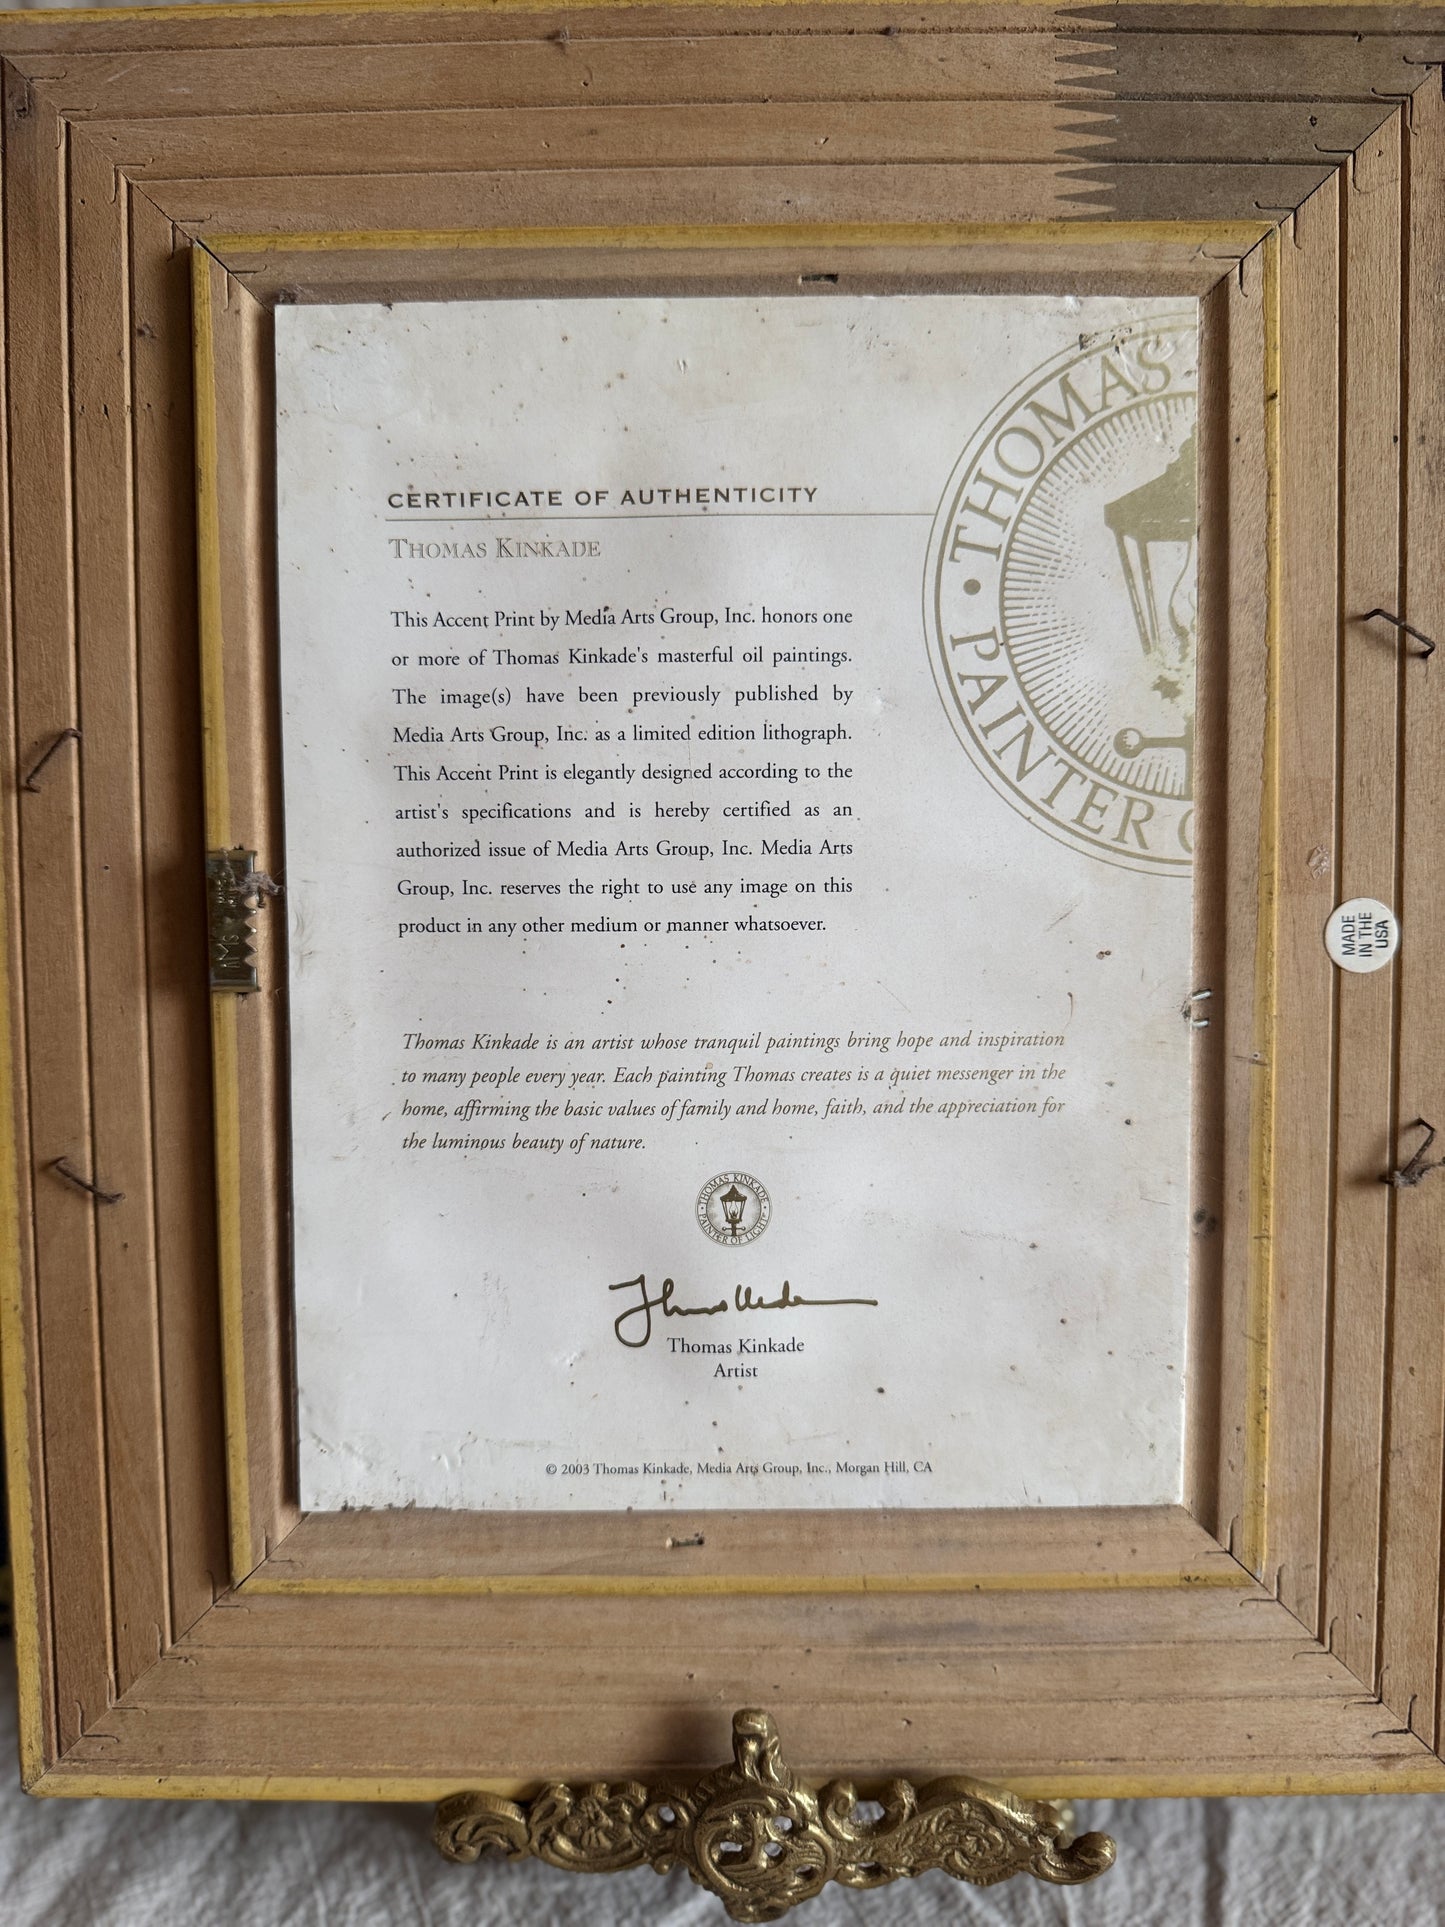 CERTIFICATE OF AUTHENTICITY
THOMAS KINKADE
This Accent Print by Media Arts Group, Inc. honors one
or more of Thomas Kinkade's masterful oil paintings.
The image(s) have been previously published by
Media Arts Group, Inc. as a limited edition lithograph.
This Accent Print is elegantly designed according to the
artist's specifications and is hereby certified as an
authorized issue of Media Arts Group, Inc. Media Arts
Group, Inc. reserves the right to use any image on this
product in any other medium or manner whatsoever.
THOMAS
• PAINTER O
MADE
IN THE
USA
Thomas Kinkade is an artist whose tranquil paintings bring hope and inspiration
to many people every year. Each painting Thomas creates is a quiet messenger in the
home, affirming the basic values of family and home, faith, and the appreciation for
the luminous beauty of nature.
THOMAS KINKADE
• PAINTER OF LIGHT •
Thomas Kinkade
Artist
© 2003 Thomas Kinkade, Media Arts Group, Inc., Morgan Hill, CA